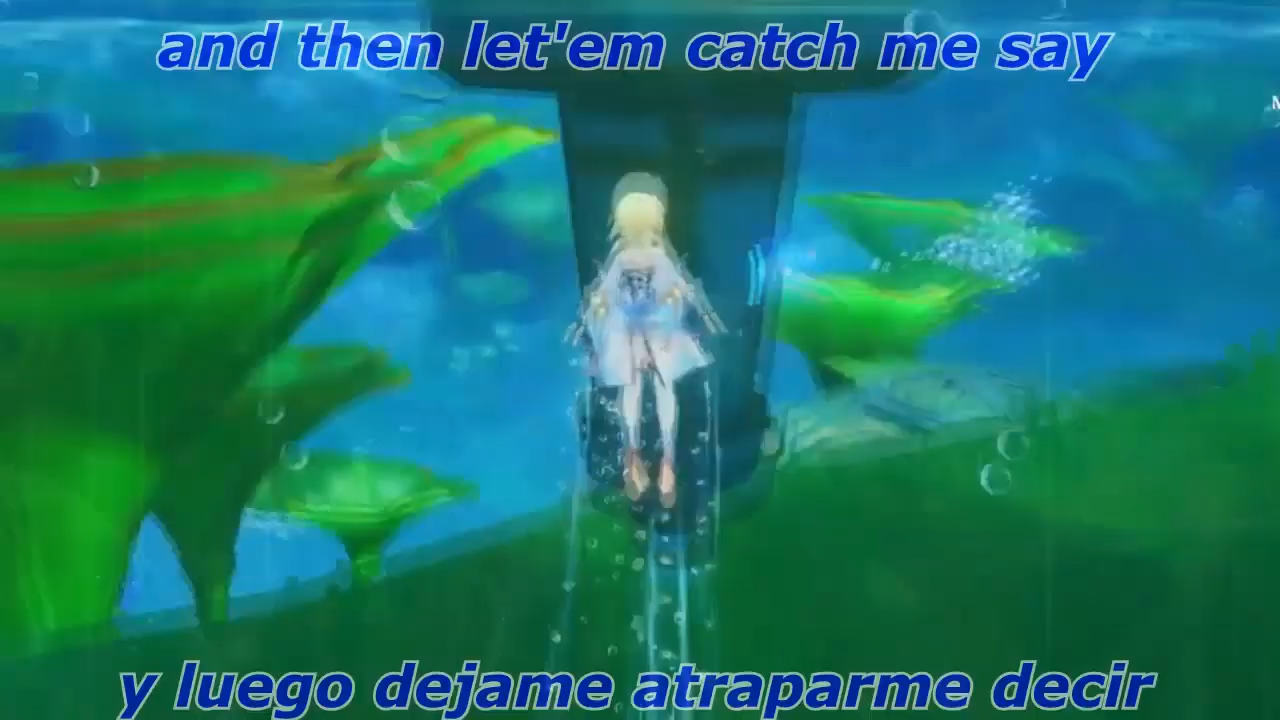 and then let'em catch me say
y luego dejame atraparme decir